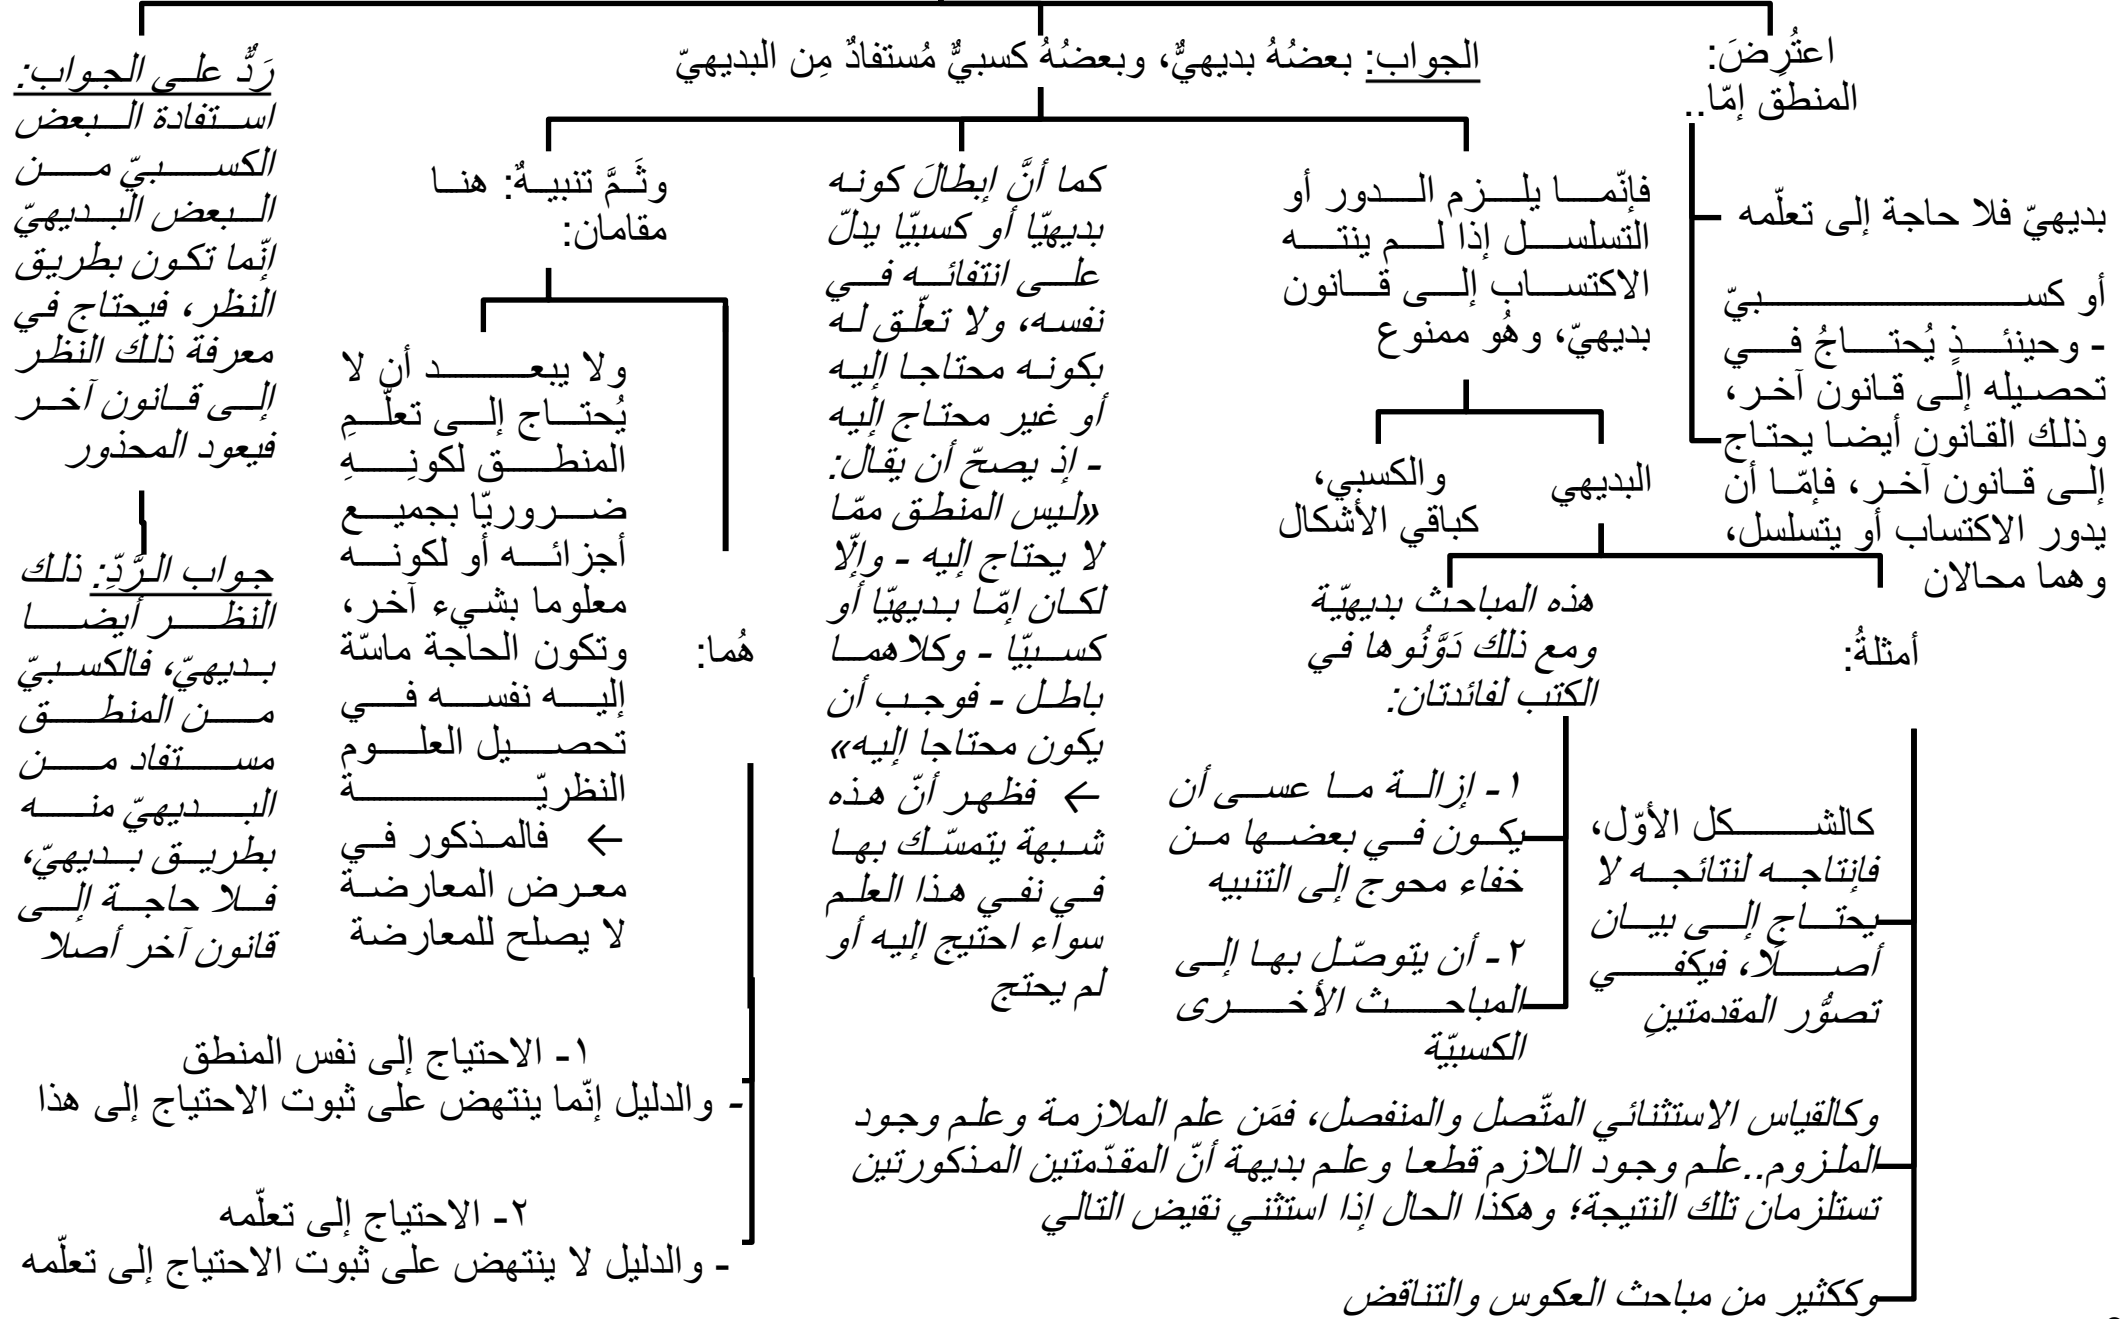 اعتُرِضَ:
المنطق إمّا..
بديهيّ فلا حاجة إلى تعلّمه
أو كسبيّ
- وحينئذٍ يُحتاجُ في
تحصيله إلى قانون آخر،
وذلك القانون أيضا يحتاج
إلى قانون آخر، فإمّا أن
يدور الاكتساب أو يتسلسل،
وهما محالان
الجواب: بعضُهُ بديهيٌّ، وبعضُهُ كسبيٌّ مُستفادٌ مِن البديهيّ
فإنّما يلزم الدور أو
التسلسل إذا لم ينته
الاكتساب إلى قانون
بديهيّ، وهُو ممنوع
البديهي
والكسبي،
كباقي الأشكال
أمثلةُ:
كالشكل الأوّل،
فإنتاجه لنتائجه لا
يحتاج إلى بيان
أصلًا، فيكفي
تصوُّر المقدمتينِ
وكالقياس الاستثنائي المتّصل والمنفصل، فمَن علم الملازمة وعلم وجود
الملزوم..علم وجود اللازم قطعا وعلم بديهة أنّ المقدّمتين المذكورتين
تستلزمان تلك النتيجة؛ وهكذا الحال إذا استثني نقيض التالي
وككثير من مباحث العكوس والتناقض
هذه المباحث بديهيّة
ومع ذلك دَوَّنُوها في
الكتب لفائدتان:
١- إزالة ما عسى أن
يكون في بعضها من
خفاء محوج إلى التنبيه
٢- أن يتوصّل بها إلى
المباحث الأخرى
الكسبيّة
كما أنَّ إبطالَ كونه
بديهيّا أو كسبيّا يدلّ
على انتفائه في
نفسه، ولا تعلّق له
بكونه محتاجا إليه
أو غير محتاج إليه
- إذ يصحّ أن يقال:
«ليس المنطق ممّا
لا يحتاج إليه - وإلّا
لكان إمّا بديهيّا أو
كسبيّا - وكلاهما
باطل - فوجب أن
يكون محتاجا إليه»
← فظهر أنّ هذه
شبهة يتمسّك بها
في نفي هذا العلم
سواء احتيج إليه أو
لم يحتج
وثَمَّ تنبيهٌ: هنا
مقامان:
هُما:
١- الاحتياج إلى نفس المنطق
- والدليل إنّما ينتهض على ثبوت الاحتياج إلى هذا
٢- الاحتياج إلى تعلّمه
- والدليل لا ينتهض على ثبوت الاحتياج إلى تعلّمه
ولا يبعد أن لا
يُحتاج إلى تعلّمِ
المنطق لكونِهِ
ضروريّا بجميع
أجزائه أو لكونه
معلوما بشيء آخر،
وتكون الحاجة ماسّة
إليه نفسه في
تحصيل العلوم
النظريّة
← فالمذكور في
معرض المعارضة
لا يصلح للمعارضة
رَدٌّ على الجواب:
استفادة البعض
الكسبيّ من
البعض البديهيّ
إنّما تكون بطريق
النظر، فيحتاج في
معرفة ذلك النظر
إلى قانون آخر
فيعود المحذور
جواب الرَّدِّ: ذلك
النظر أيضا
بديهيّ، فالكسبيّ
من المنطق
مستفاد من
البديهيّ منه
بطريق بديهيّ،
فلا حاجة إلى
قانون آخر أصلا